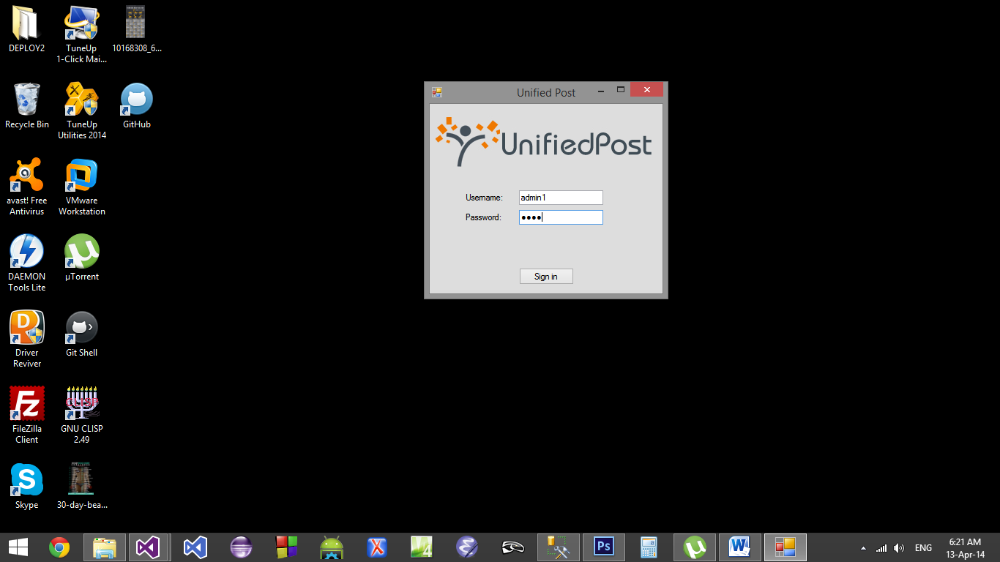 DEPLOY2
TuneUp
1-Click Mai...
10168308_6...
Recycle Bin
TuneUp
Utilities 2014
GitHub
avast! Free
Antivirus
VMware
Workstation
DAEMON
Tools Lite
µTorrent
Driver
Reviver
Git Shell
FileZilla
Client
GNU CLISP
2.49
Skype
30-day-bea...
Unified Post
UnifiedPost
Username:
admin1
Password:
••••
Sign in
ENG
6:21 AM
13-Apr-14